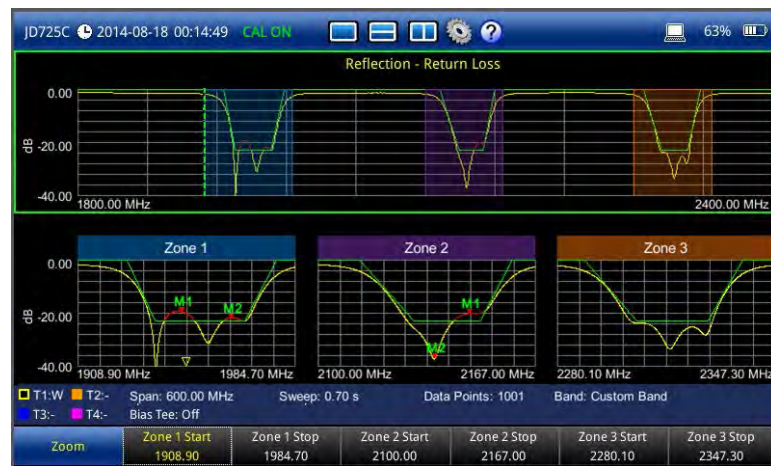 JD725C 2014-08-18 00:14:49 CAL ON 63%
Reflection - Return Loss
0.00
dB -20.00
-40.00
1800.00 MHz 2400.00 MHz
Zone 1 Zone 2 Zone 3
0.00
M1 M2 M1
dB -20.00
M2
-40.00
1908.90 MHz 1984.70 MHz 2100.00 MHz 2167.00 MHz 2280.10 MHz 2347.30 MHz
T1:W T2:- Span: 600.00 MHz Sweep: 0.70 s Data Points: 1001 Band: Custom Band
T3:- T4:- Bias Tee: Off
Zoom Zone 1 Start Zone 1 Stop Zone 2 Start Zone 2 Stop Zone 3 Start Zone 3 Stop
1908.90 1984.70 2100.00 2167.00 2280.10 2347.30